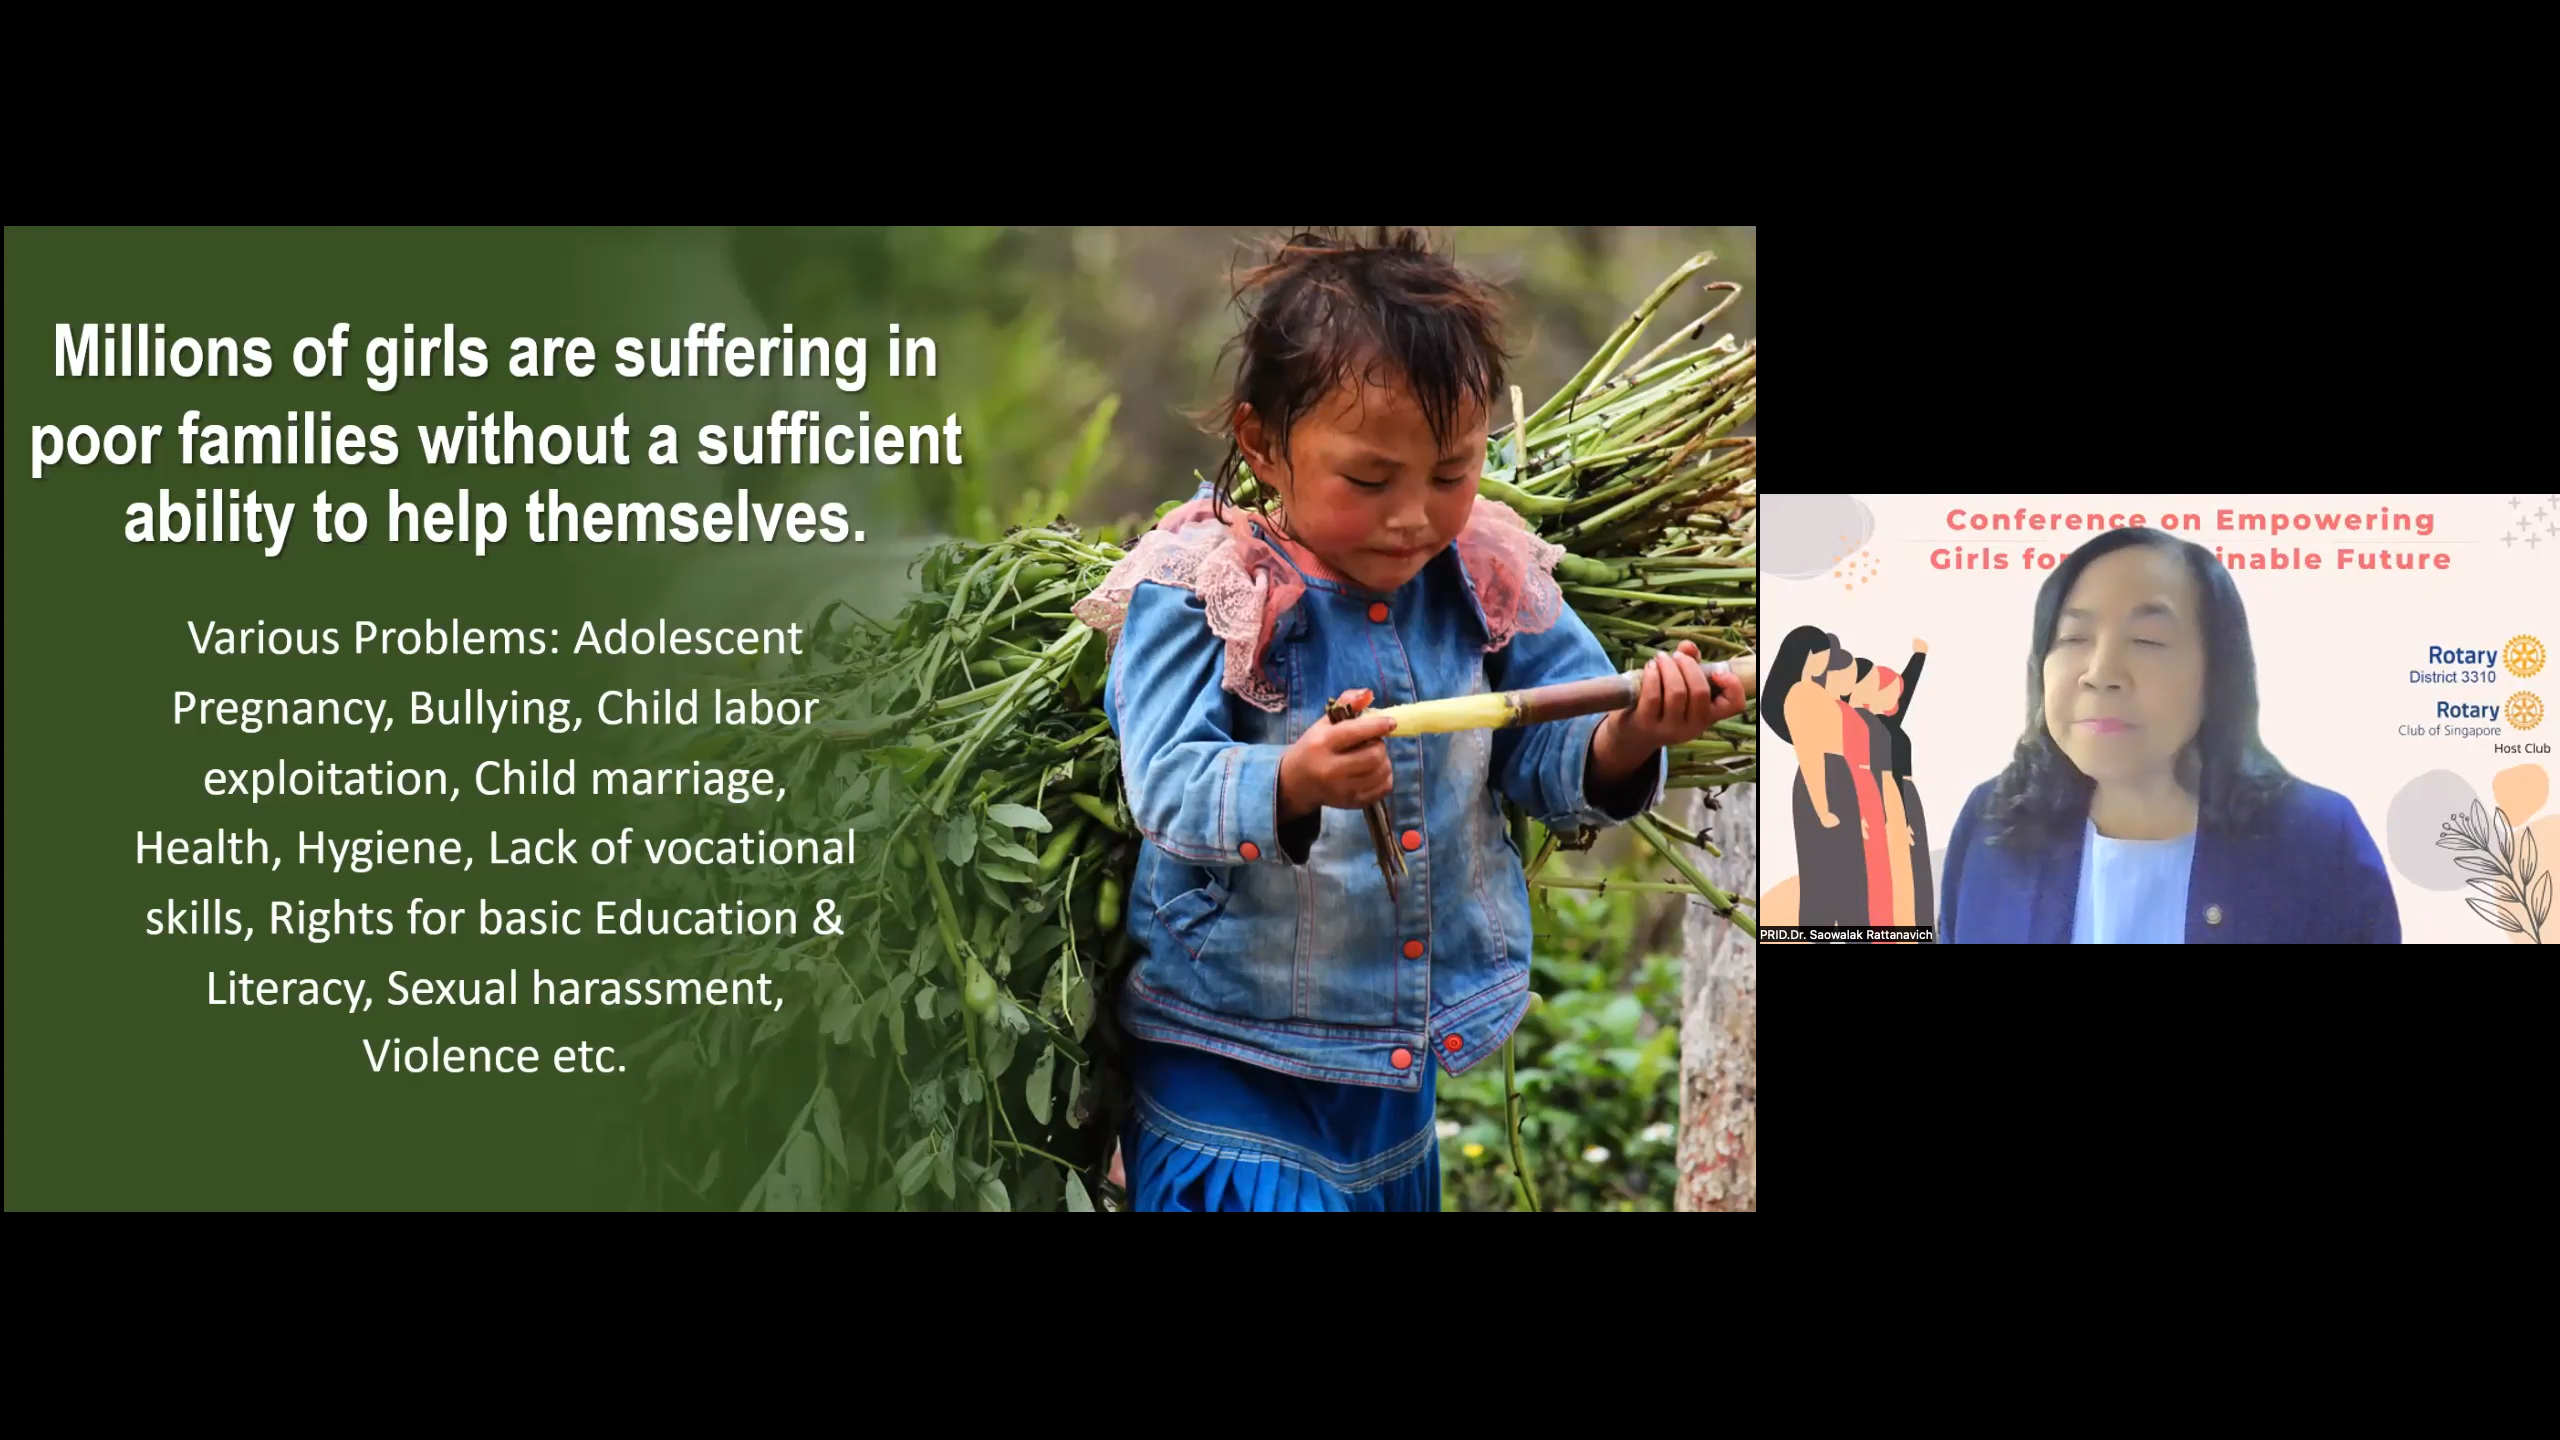 Millions of girls are suffering in
poor families without a sufficient
ability to help themselves.
Various Problems: Adolescent
Pregnancy, Bullying, Child labor
exploitation, Child marriage,
Health, Hygiene, Lack of vocational
skills, Rights for basic Education &
Literacy, Sexual harassment,
Violence etc.
Conference on Empowering
Girls for inable Future
Rotary
District 3310
Rotary
Club of Singapore
Host Club
PRID.Dr. Saowalak Rattanavich